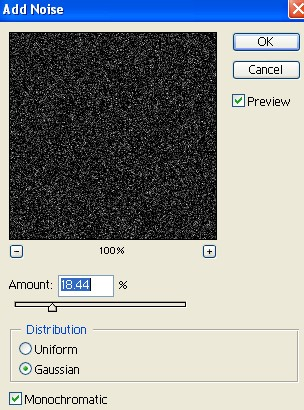 Add Noise
OK
Cancel
Preview
100%
Amount: 18.44 %
Distribution
Uniform
Gaussian
Monochromatic